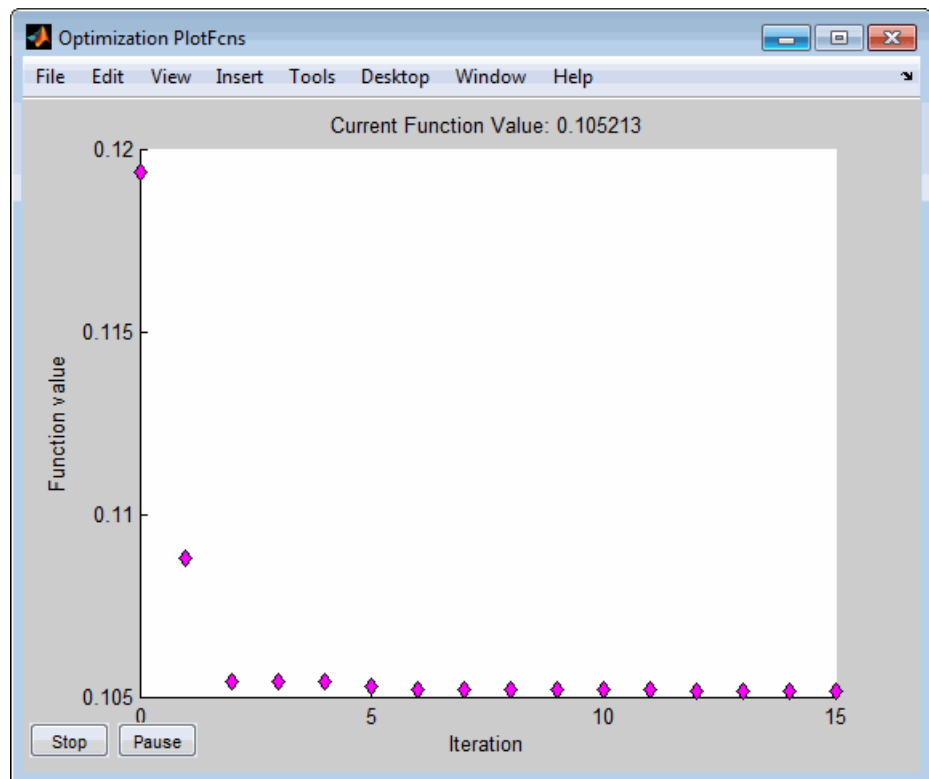 Optimization PlotFcns
File Edit View Insert Tools Desktop Window Help
Current Function Value: 0.105213
0.12
0.115
0.11
0.105
Function value
0 5 10 15
Iteration
Stop Pause